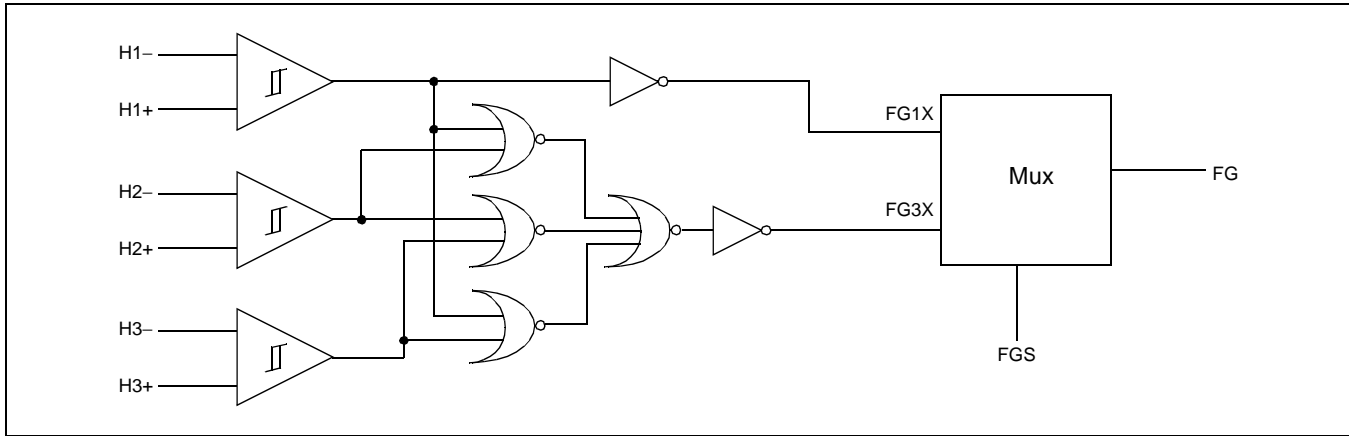 H1−
H1+
H2−
H2+
H3−
H3+
FG1X
FG3X
Mux
FG
FGS